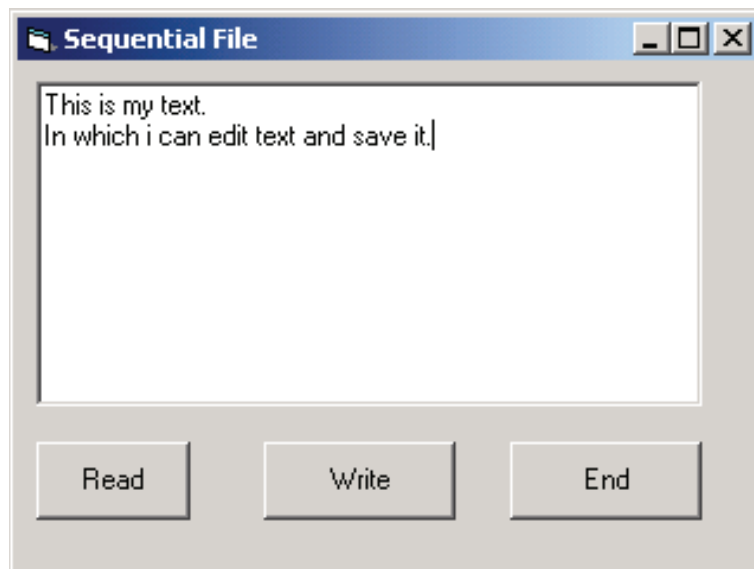 Sequential File
This is my text.
In which i can edit text and save it.
Read Write End